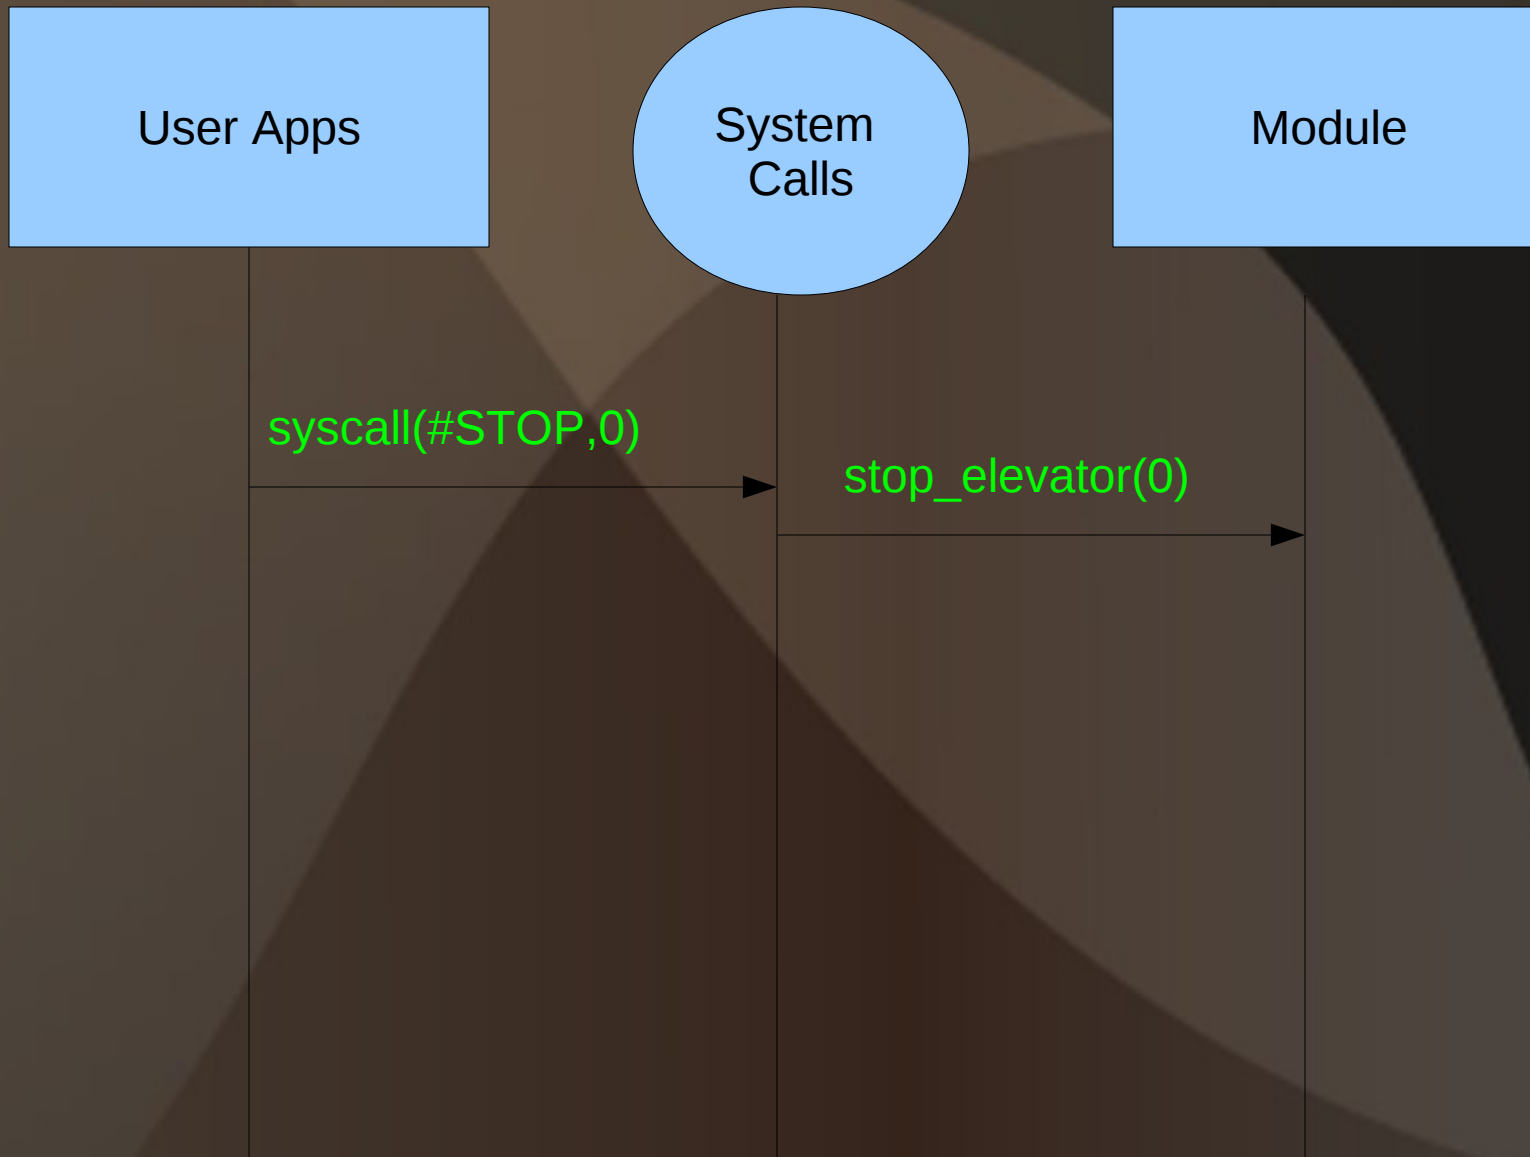 User Apps
System
Calls
Module
syscall(#STOP,0)
stop_elevator(0)